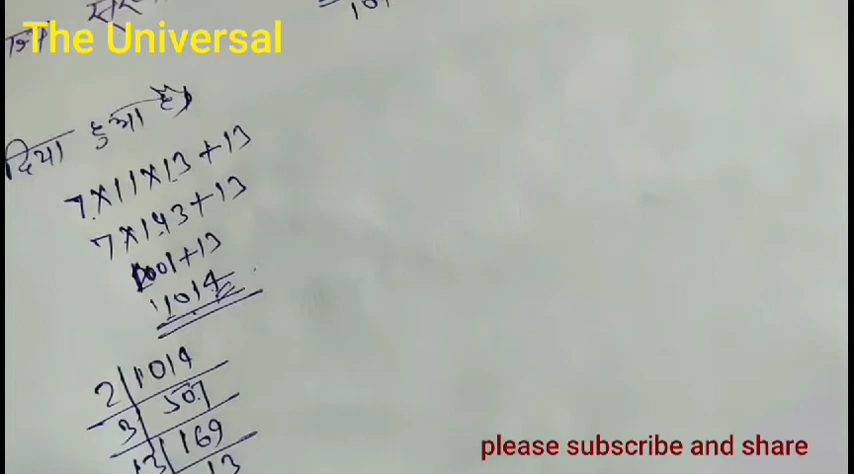 The Universal
दिया हुआ है
7×11×13+13
7×143+13
1001+13
1014
2|1014
3|507
13|169
13
please subscribe and share